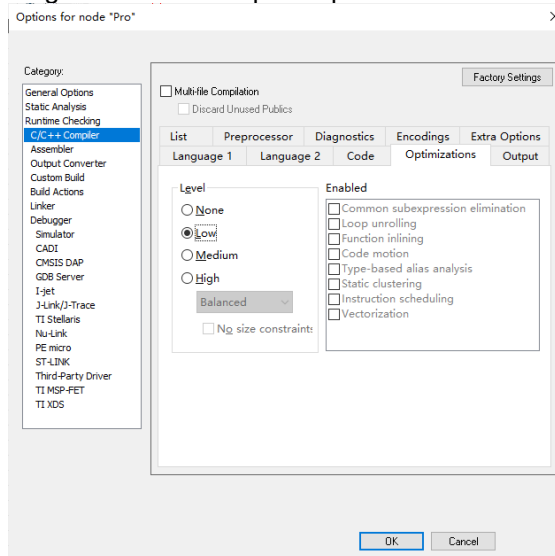 Options for node "Pro"
Category:
General Options
Static Analysis
Runtime Checking
C/C++ Compiler
Assembler
Output Converter
Custom Build
Build Actions
Linker
Debugger
Simulator
CADI
CMSIS DAP
GDB Server
I-jet
J-Link/J-Trace
TI Stellaris
Nu-Link
PE micro
ST-LINK
Third-Party Driver
TI MSP-FET
TI XDS
Factory Settings
Multi-file Compilation
Discard Unused Publics
List Preprocessor Diagnostics Encodings Extra Options
Language 1 Language 2 Code Optimizations Output
Level
None
Low
Medium
High
Balanced
No size constraints
Enabled
Common subexpression elimination
Loop unrolling
Function inlining
Code motion
Type-based alias analysis
Static clustering
Instruction scheduling
Vectorization
OK Cancel